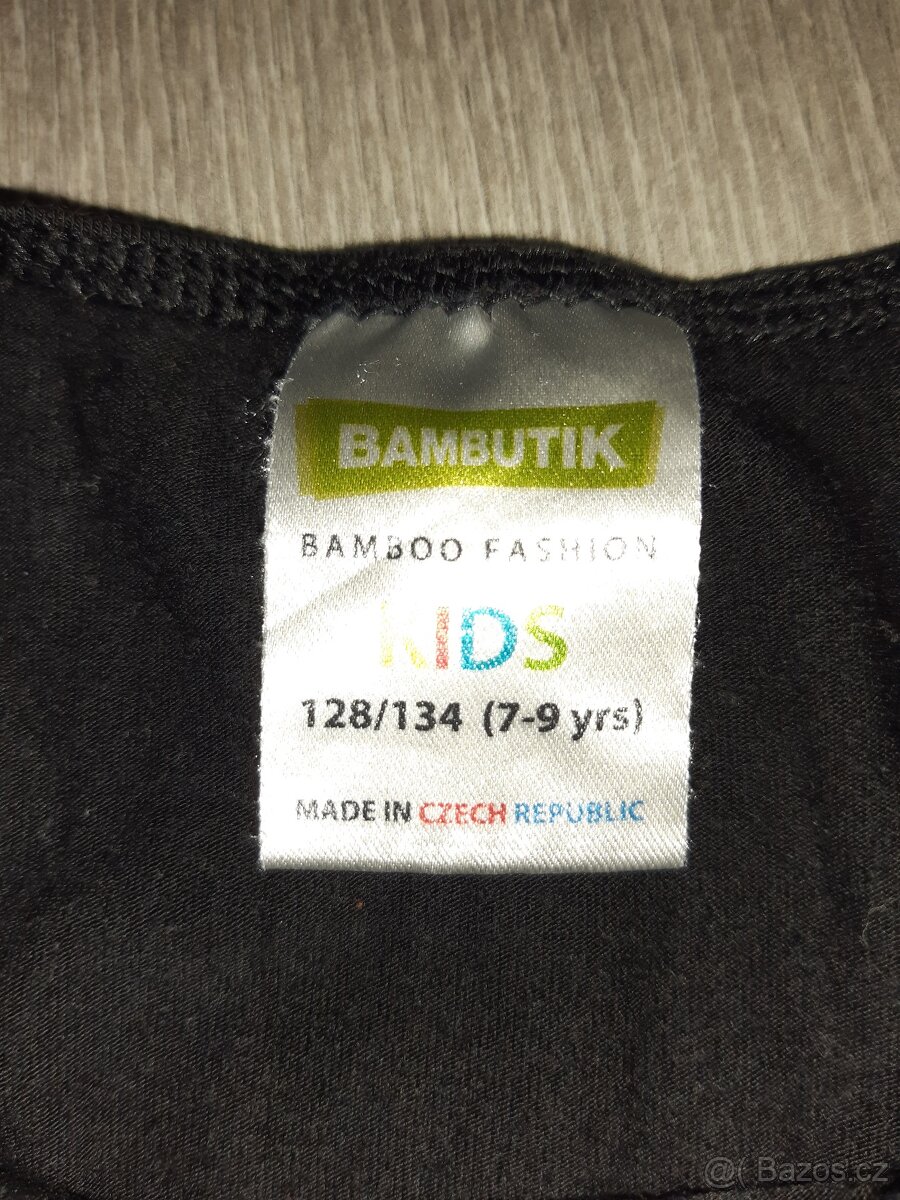 BAMBUTIK
BAMBOO FASHION
KIDS
128/134 (7-9 yrs)
MADE IN CZECH REPUBLIC
@( Bazos.cz